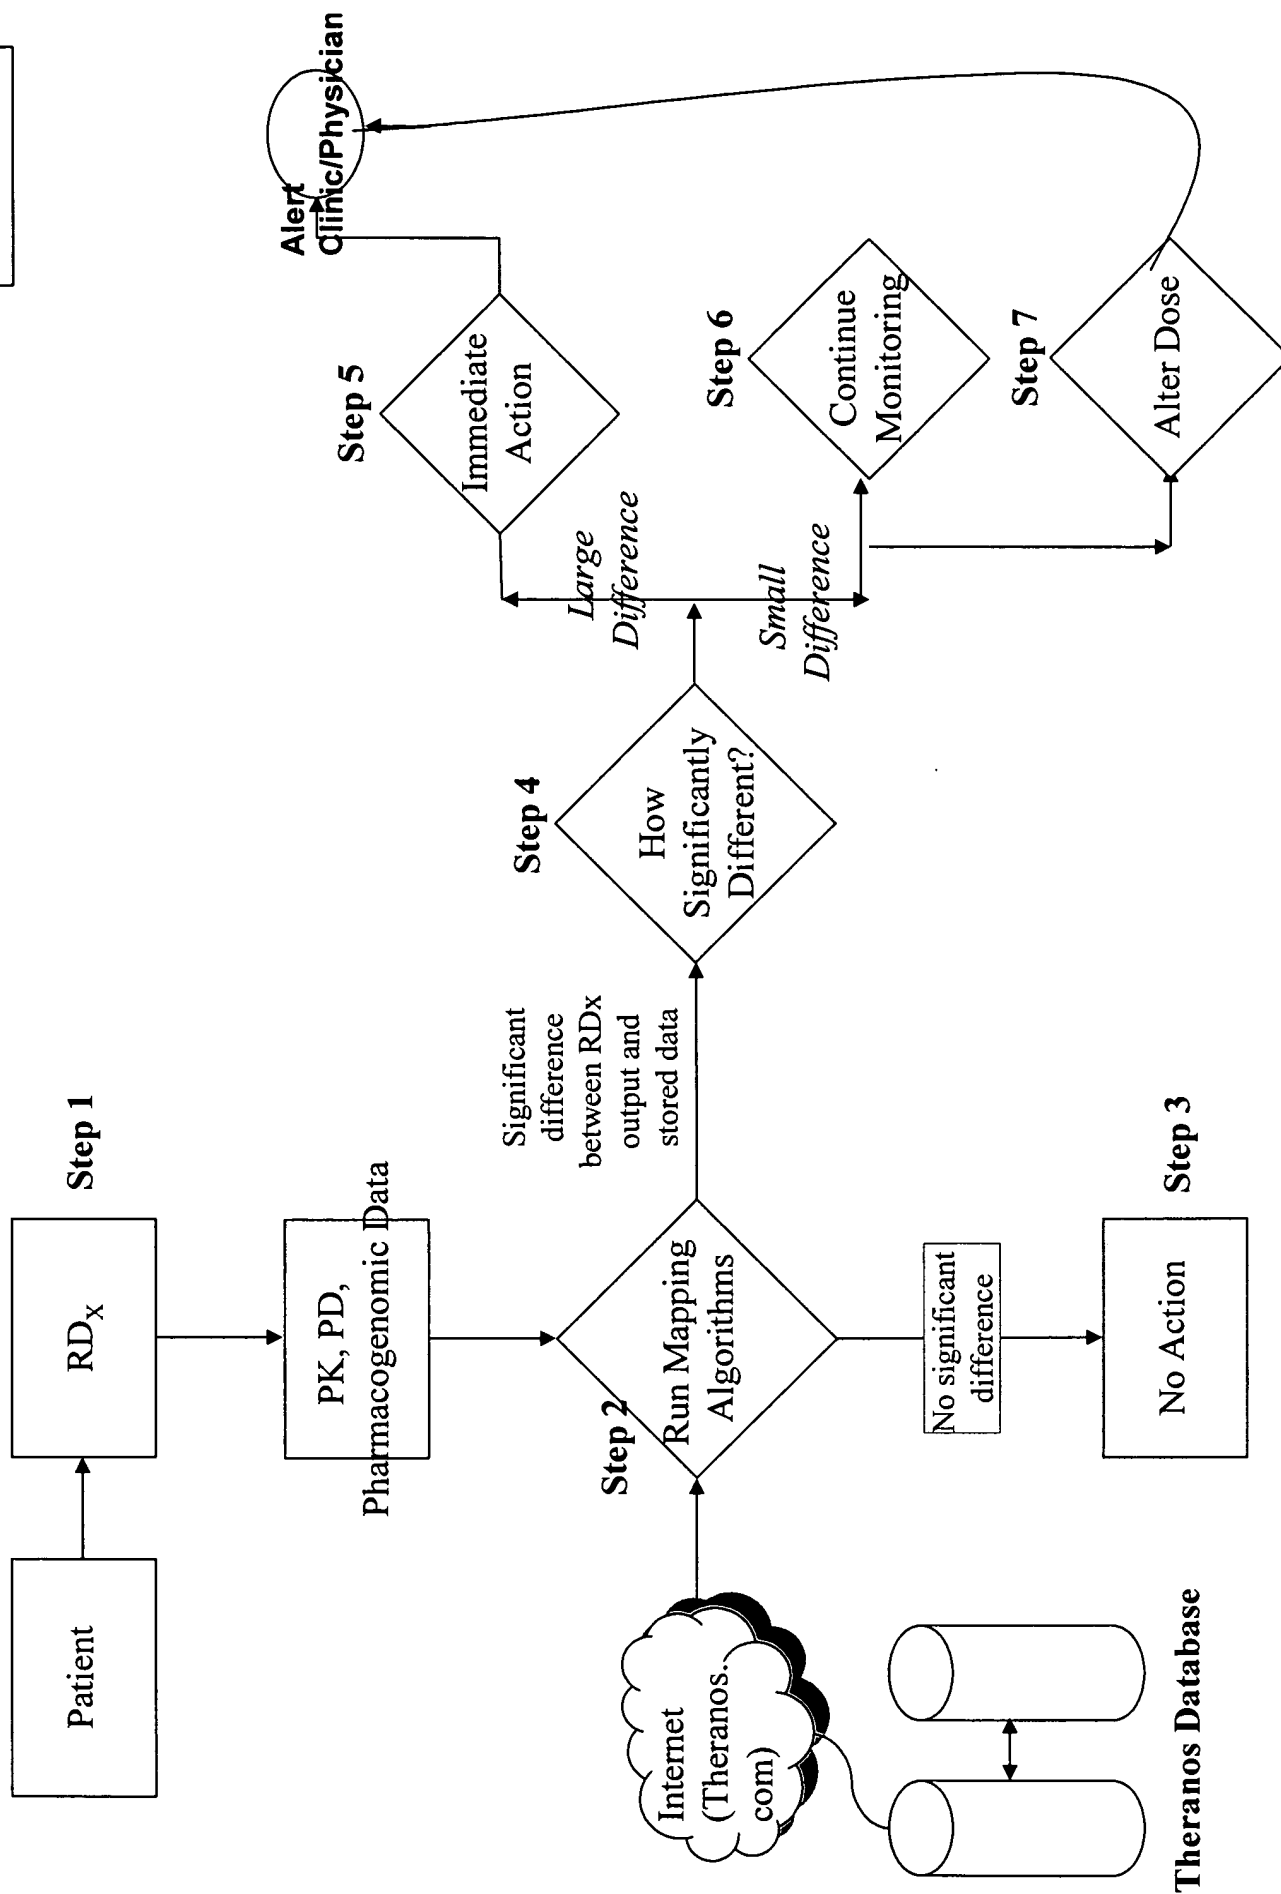 Patient
RDx
Step 1
PK, PD,
Pharmacogenomic Data
Step 2
Run Mapping
Algorithms
Internet
(Theranos.
com)
Theranos Database
No significant
difference
No Action
Step 3
Significant
difference
between RDx
output and
stored data
Step 4
How
Significantly
Different?
Large
Difference
Small
Difference
Step 5
Immediate
Action
Alert
Clinic/Physician
Step 6
Continue
Monitoring
Step 7
Alter Dose